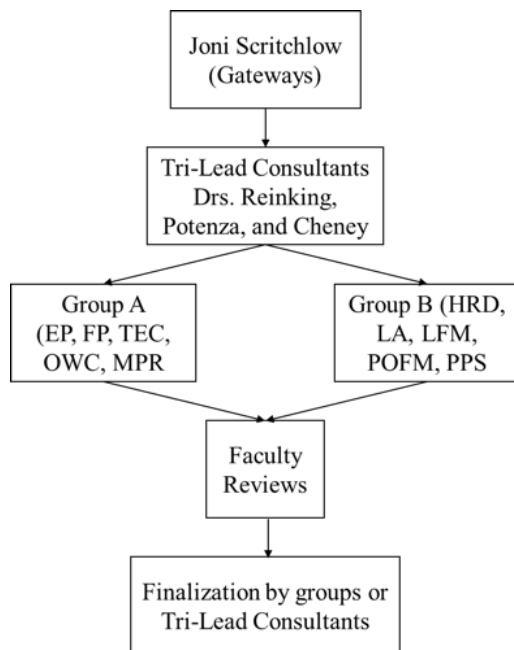 Joni Scritchlow
(Gateways)
Tri-Lead Consultants
Drs. Reinking,
Potenza, and Cheney
Group A
(EP, FP, TEC,
OWC, MPR
Group B (HRD,
LA, LFM,
POFM, PPS
Faculty
Reviews
Finalization by groups or
Tri-Lead Consultants